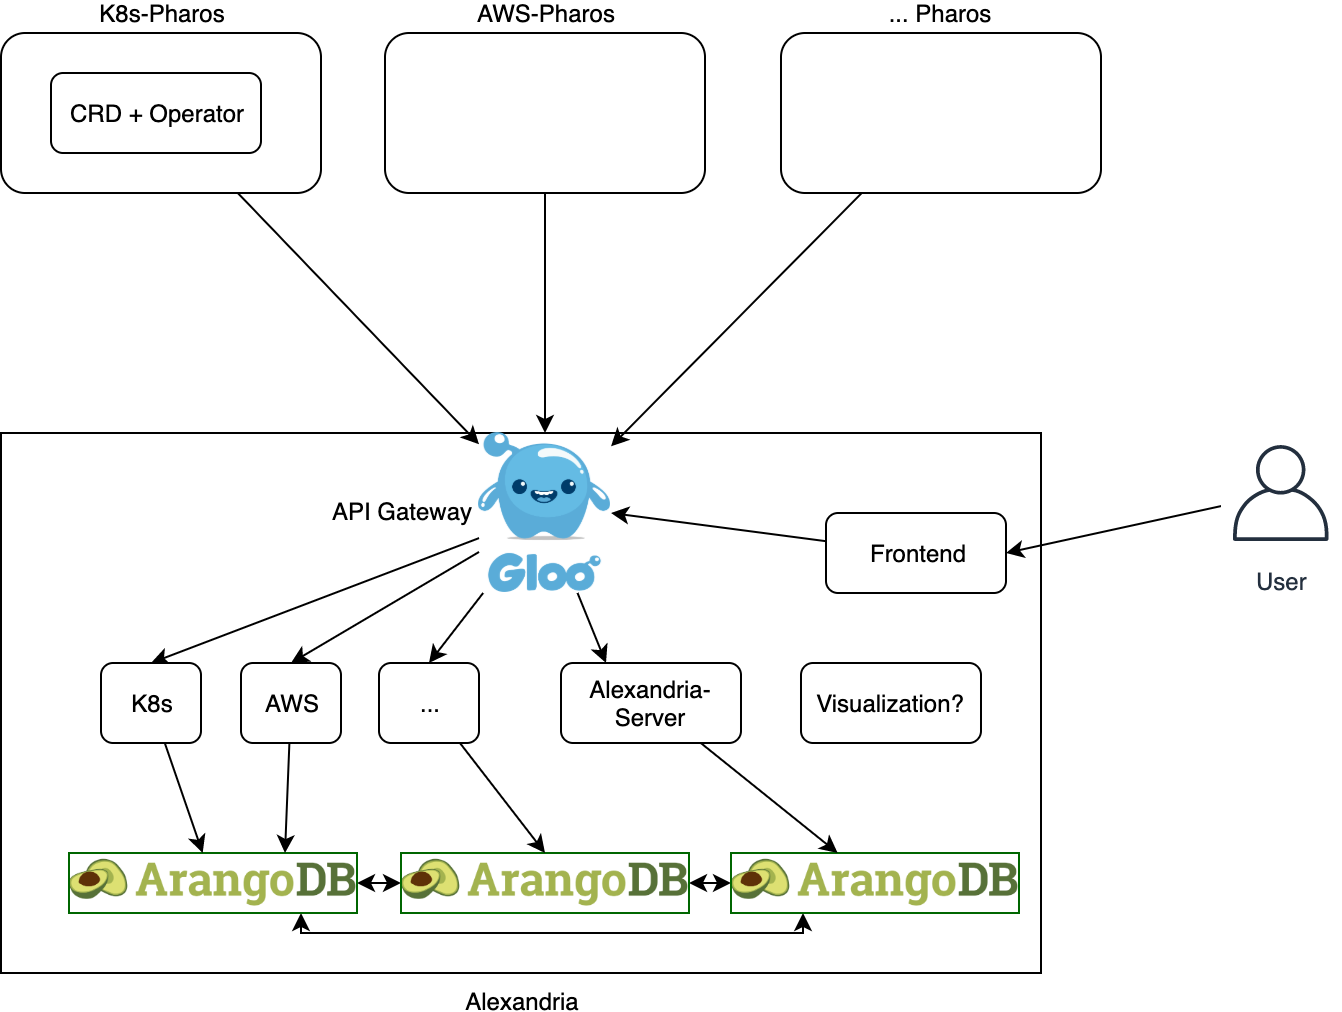 K8s-Pharos
AWS-Pharos
... Pharos
CRD + Operator
API Gateway
Gloo
Frontend
User
K8s
AWS
...
Alexandria-
Server
Visualization?
ArangoDB
ArangoDB
ArangoDB
Alexandria